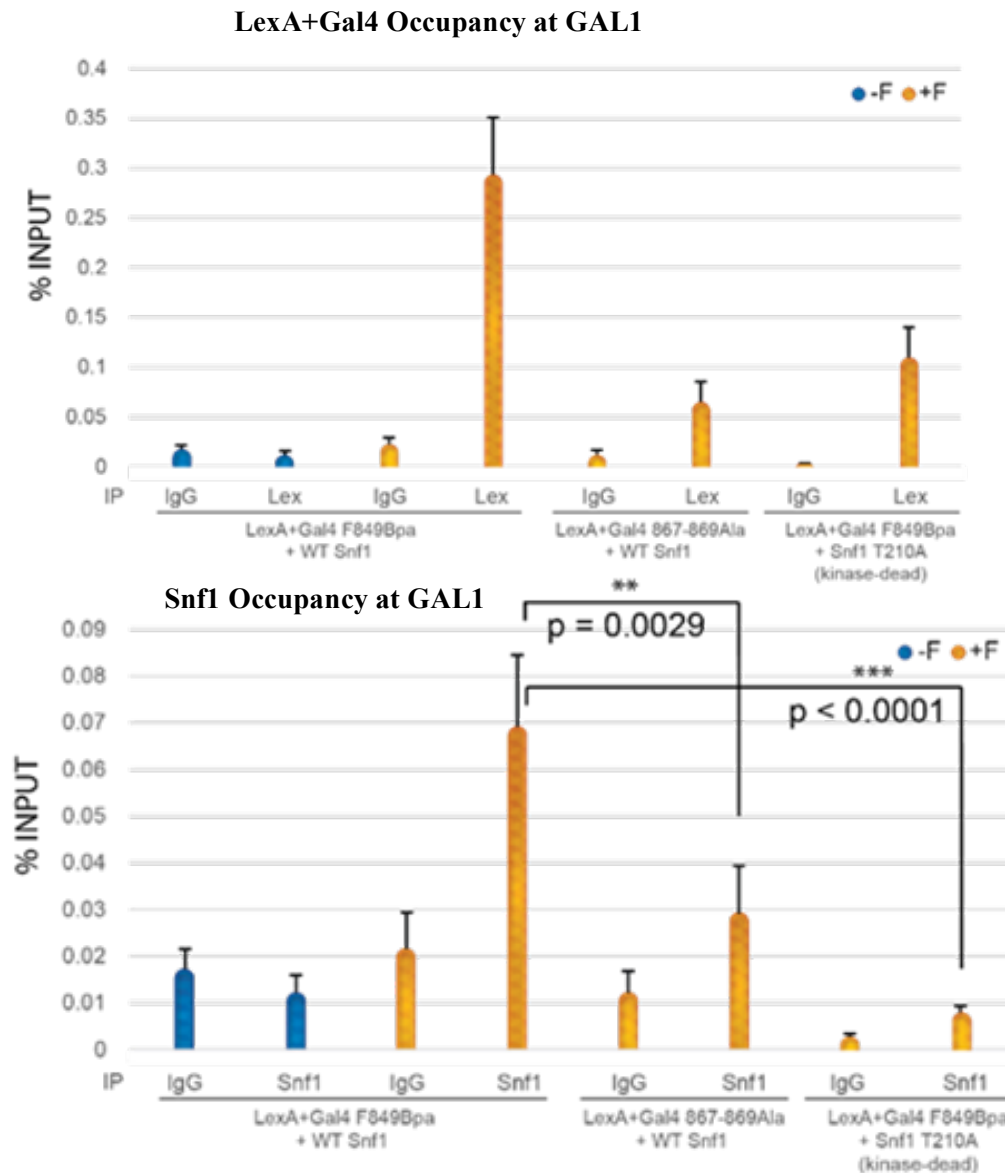 LexA+Gal4 Occupancy at GAL1
0.4
-F +F
0.35
0.3
0.25
0.2
0.15
0.1
0.05
0
% INPUT
IP IgG Lex IgG Lex IgG Lex IgG Lex
LexA+Gal4 F849Bpa
+ WT Snf1
LexA+Gal4 867-869Ala
+ WT Snf1
LexA+Gal4 F849Bpa
+ Snf1 T210A
(kinase-dead)
Snf1 Occupancy at GAL1
**
p = 0.0029
-F +F
***
p < 0.0001
0.09
0.08
0.07
0.06
0.05
0.04
0.03
0.02
0.01
0
% INPUT
IP IgG Snf1 IgG Snf1 IgG Snf1 IgG Snf1
LexA+Gal4 F849Bpa
+ WT Snf1
LexA+Gal4 867-869Ala
+ WT Snf1
LexA+Gal4 F849Bpa
+ Snf1 T210A
(kinase-dead)